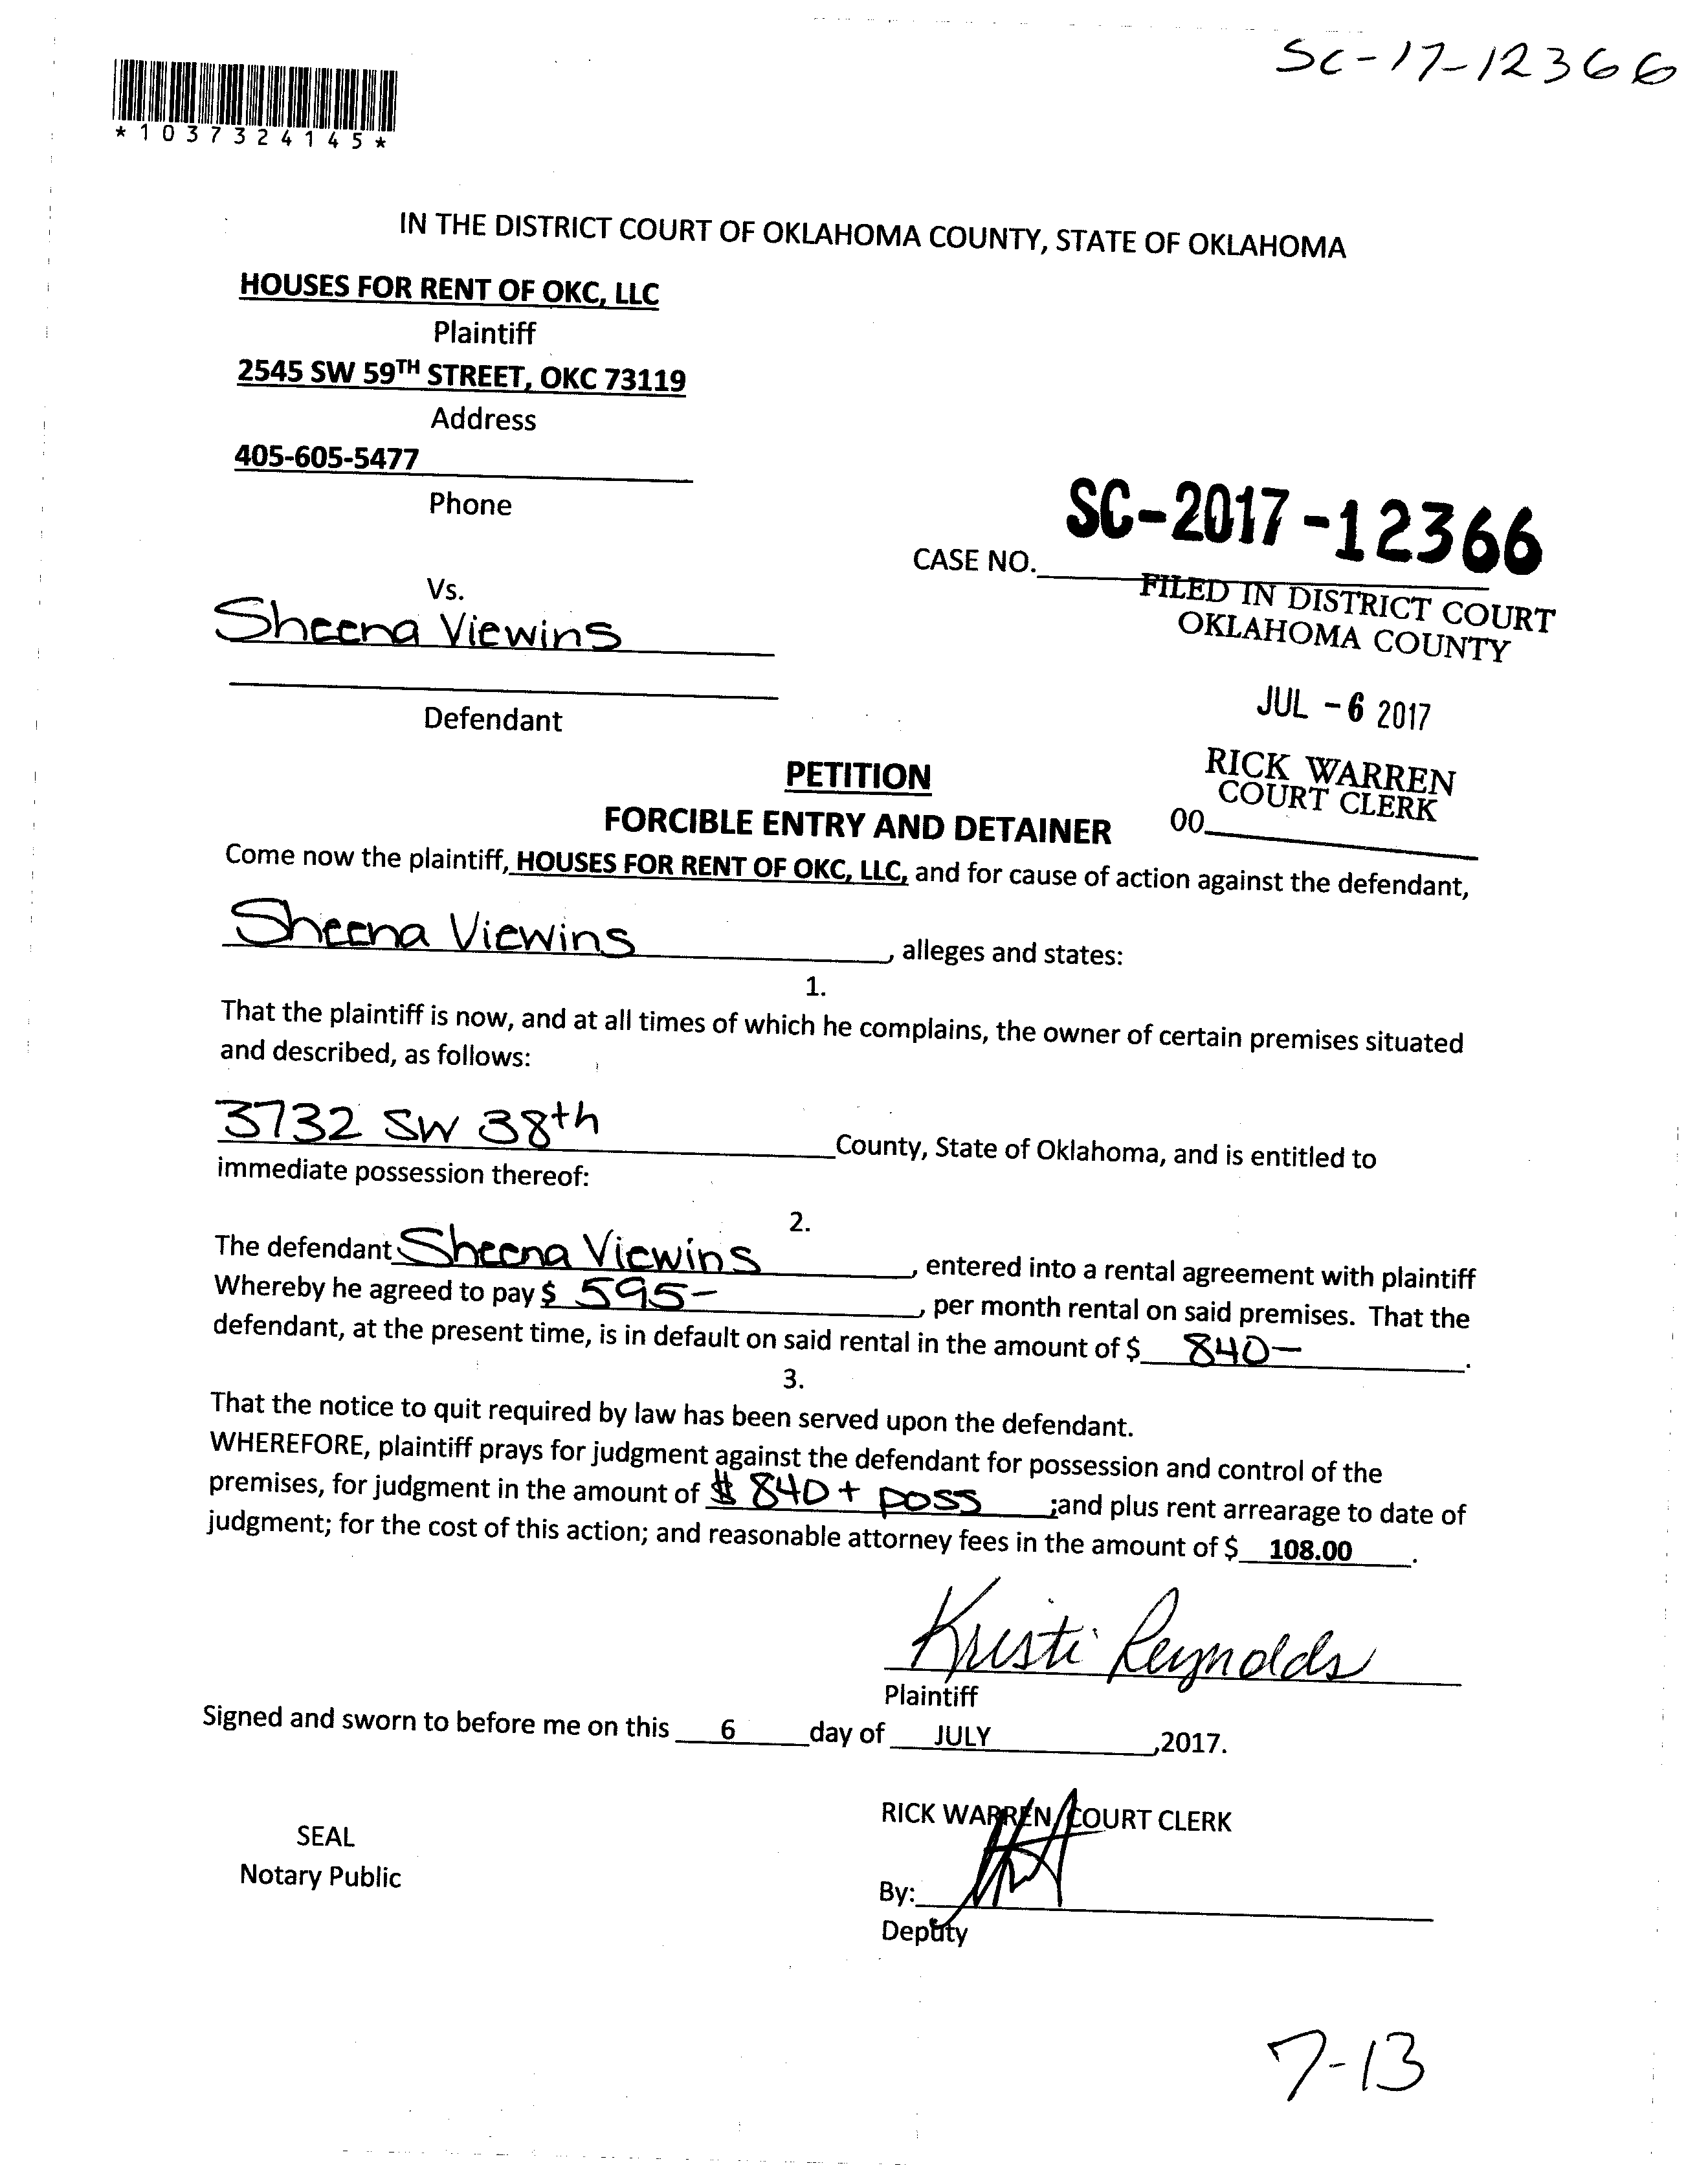 SC-17-12366
*1037324145*
IN THE DISTRICT COURT OF OKLAHOMA COUNTY, STATE OF OKLAHOMA
HOUSES FOR RENT OF OKC, LLC
Plaintiff
2545 SW 59TH STREET, OKC 73119
Address
405-605-5477
Phone
SC-2017-12366
CASE NO.
FILED IN DISTRICT COURT
OKLAHOMA COUNTY
Vs.
Sheena Viewins
JUL -6 2017
Defendant
RICK WARREN
COURT CLERK
00
PETITION
FORCIBLE ENTRY AND DETAINER
Come now the plaintiff, HOUSES FOR RENT OF OKC, LLC, and for cause of action against the defendant,
Sheena Viewins, alleges and states:
1.
That the plaintiff is now, and at all times of which he complains, the owner of certain premises situated
and described, as follows:
3732 SW 38th County, State of Oklahoma, and is entitled to
immediate possession thereof:
2.
The defendant Sheena Viewins, entered into a rental agreement with plaintiff
Whereby he agreed to pay $ 595-, per month rental on said premises. That the
defendant, at the present time, is in default on said rental in the amount of $ 840-.
3.
That the notice to quit required by law has been served upon the defendant.
WHEREFORE, plaintiff prays for judgment against the defendant for possession and control of the
premises, for judgment in the amount of $ 840 + poss ;and plus rent arrearage to date of
judgment; for the cost of this action; and reasonable attorney fees in the amount of $ 108.00.
Kristi Reynolds
Plaintiff
Signed and sworn to before me on this 6 day of JULY ,2017.
RICK WARREN, COURT CLERK
SEAL
Notary Public
By:
Deputy
7-13